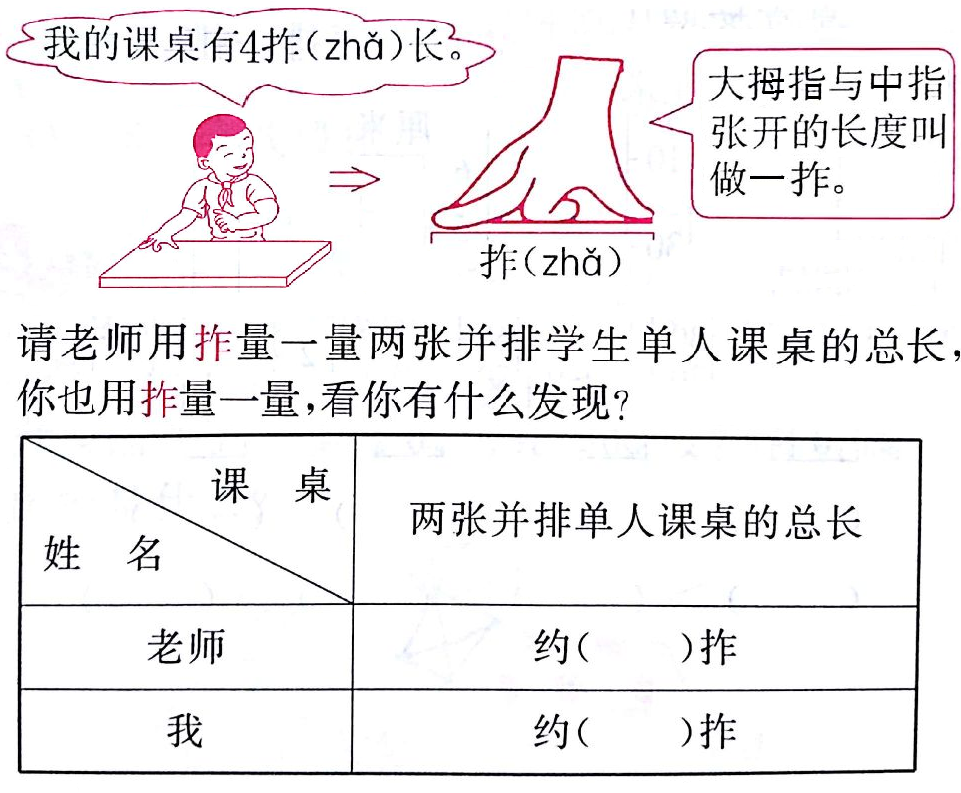 我的课桌有4拃(zhǎ)长。
大拇指与中指
张开的长度叫
做一拃。
拃(zhǎ)
请老师用拃量一量两张并排学生单人课桌的总长，
你也用拃量一量,看你有什么发现?
课 桌
姓 名
两张并排单人课桌的总长
老师
约( )拃
我
约( )拃